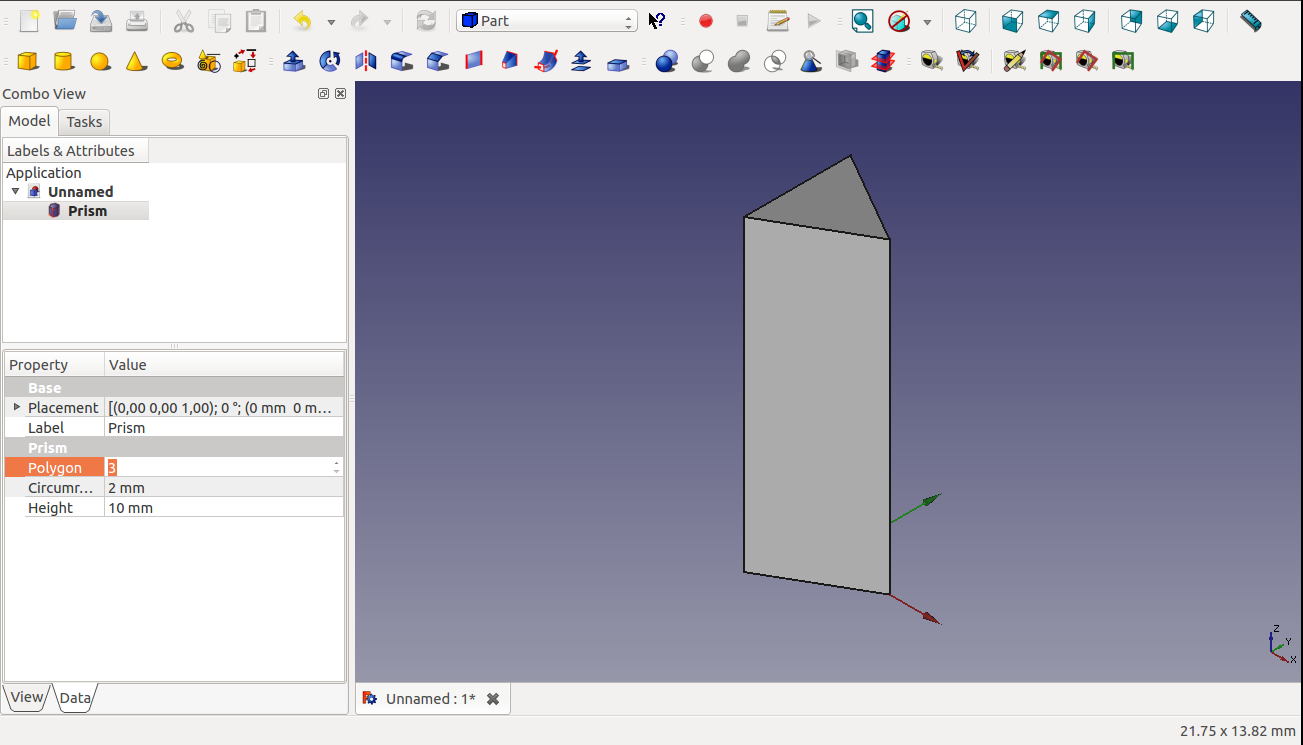 Part
Combo View
Model Tasks
Labels & Attributes
Application
Unnamed
Prism
Property Value
Base
Placement [(0,00 0,00 1,00); 0 °; (0 mm 0 m...
Label Prism
Prism
Polygon 3
Circumr... 2 mm
Height 10 mm
View Data
Unnamed : 1*
Z
Y
X
21.75 x 13.82 mm